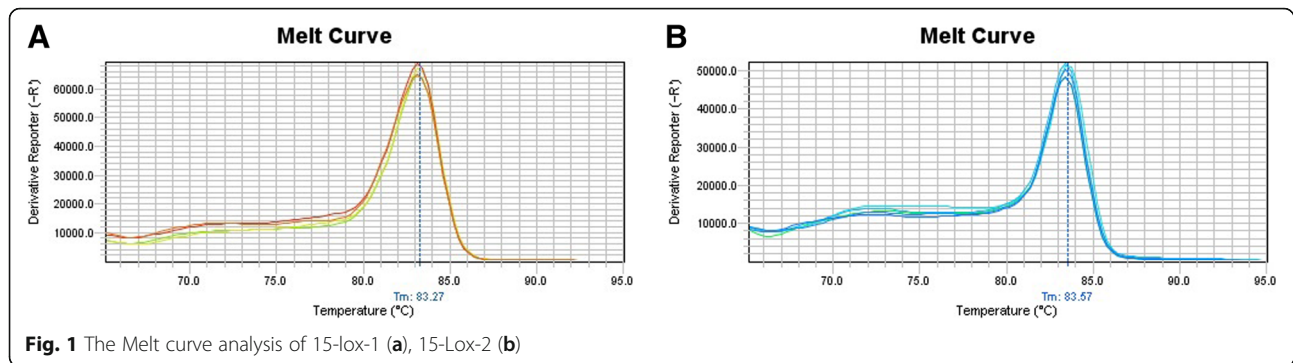 A
Melt Curve
Derivative Reporter (-R')
60000.0
50000.0
40000.0
30000.0
20000.0
10000.0
70.0 75.0 80.0 85.0 90.0 95.0
Tm: 83.27
Temperature (°C)
B
Melt Curve
Derivative Reporter (-R')
50000.0
40000.0
30000.0
20000.0
10000.0
70.0 75.0 80.0 85.0 90.0 95.0
Tm: 83.57
Temperature (°C)
Fig. 1 The Melt curve analysis of 15-lox-1 (a), 15-Lox-2 (b)